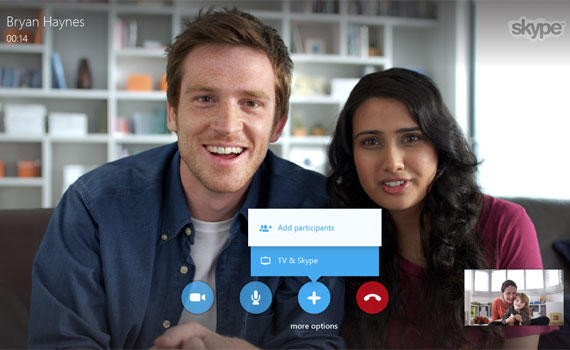 Bryan Haynes
00:14
skype
Add participants
TV & Skype
more options